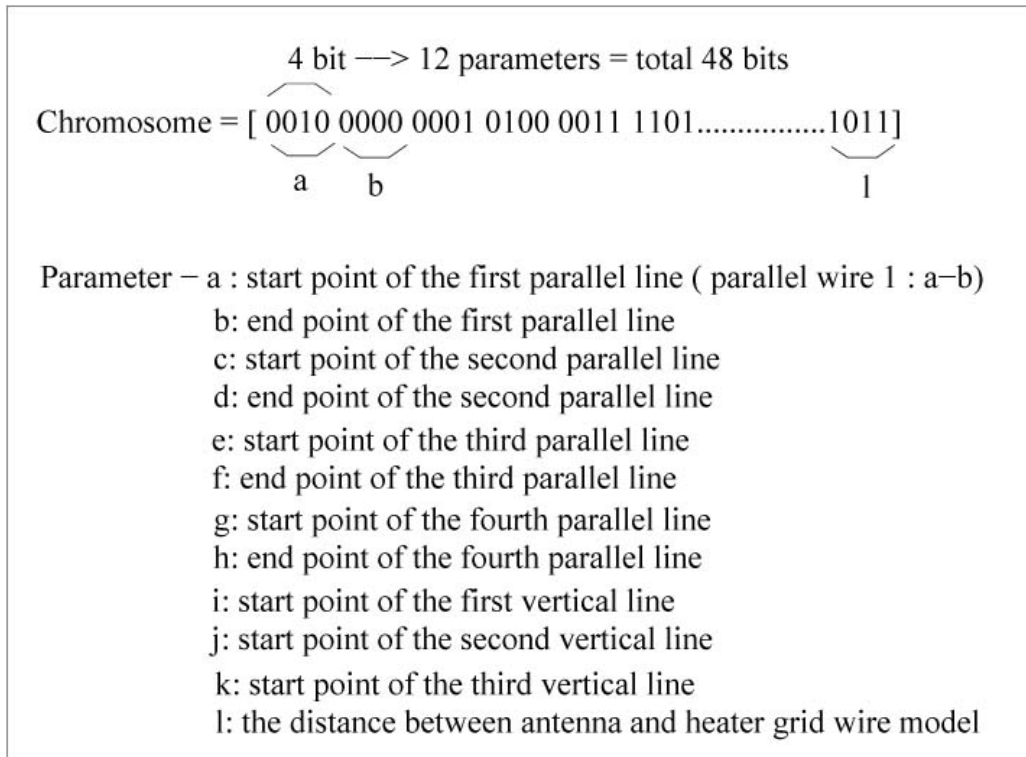 4 bit −−> 12 parameters = total 48 bits
Chromosome = [ 0010 0000 0001 0100 0011 1101................1011]
a b l
Parameter − a : start point of the first parallel line ( parallel wire 1 : a−b)
b: end point of the first parallel line
c: start point of the second parallel line
d: end point of the second parallel line
e: start point of the third parallel line
f: end point of the third parallel line
g: start point of the fourth parallel line
h: end point of the fourth parallel line
i: start point of the first vertical line
j: start point of the second vertical line
k: start point of the third vertical line
l: the distance between antenna and heater grid wire model